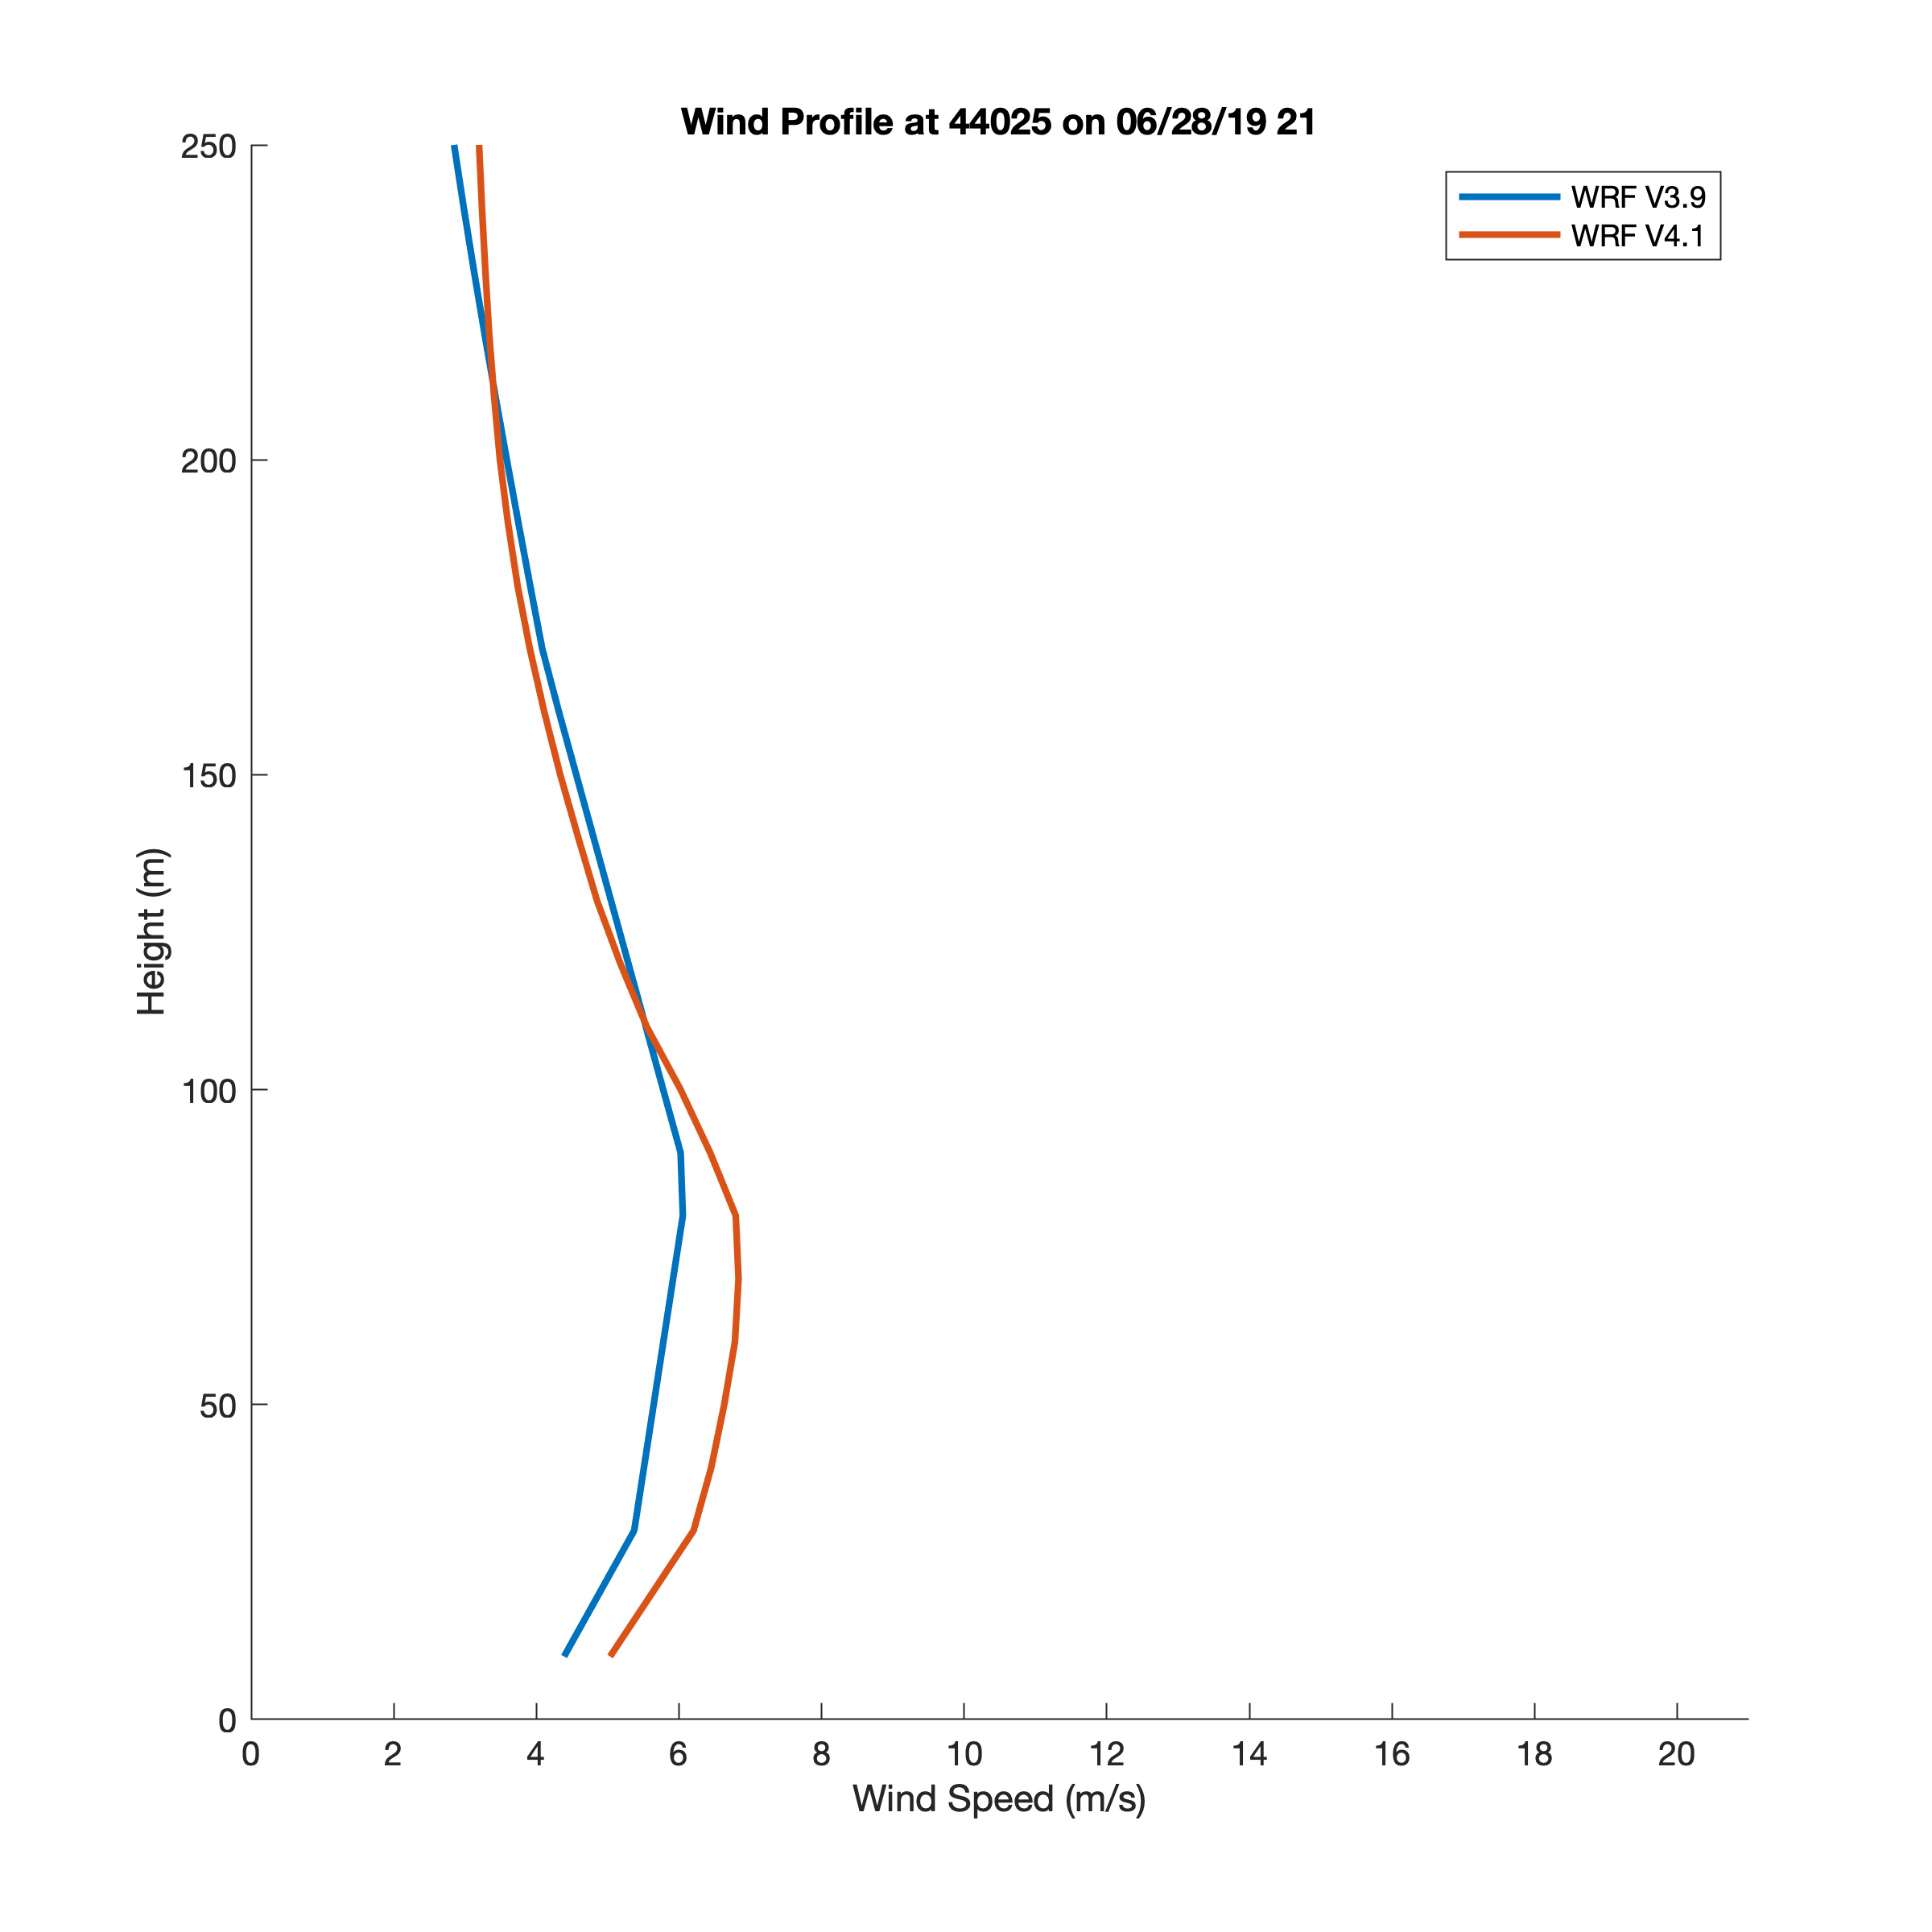 Wind Profile at 44025 on 06/28/19 21
WRF V3.9
WRF V4.1
250
200
150
100
50
0
Height (m)
0 2 4 6 8 10 12 14 16 18 20
Wind Speed (m/s)